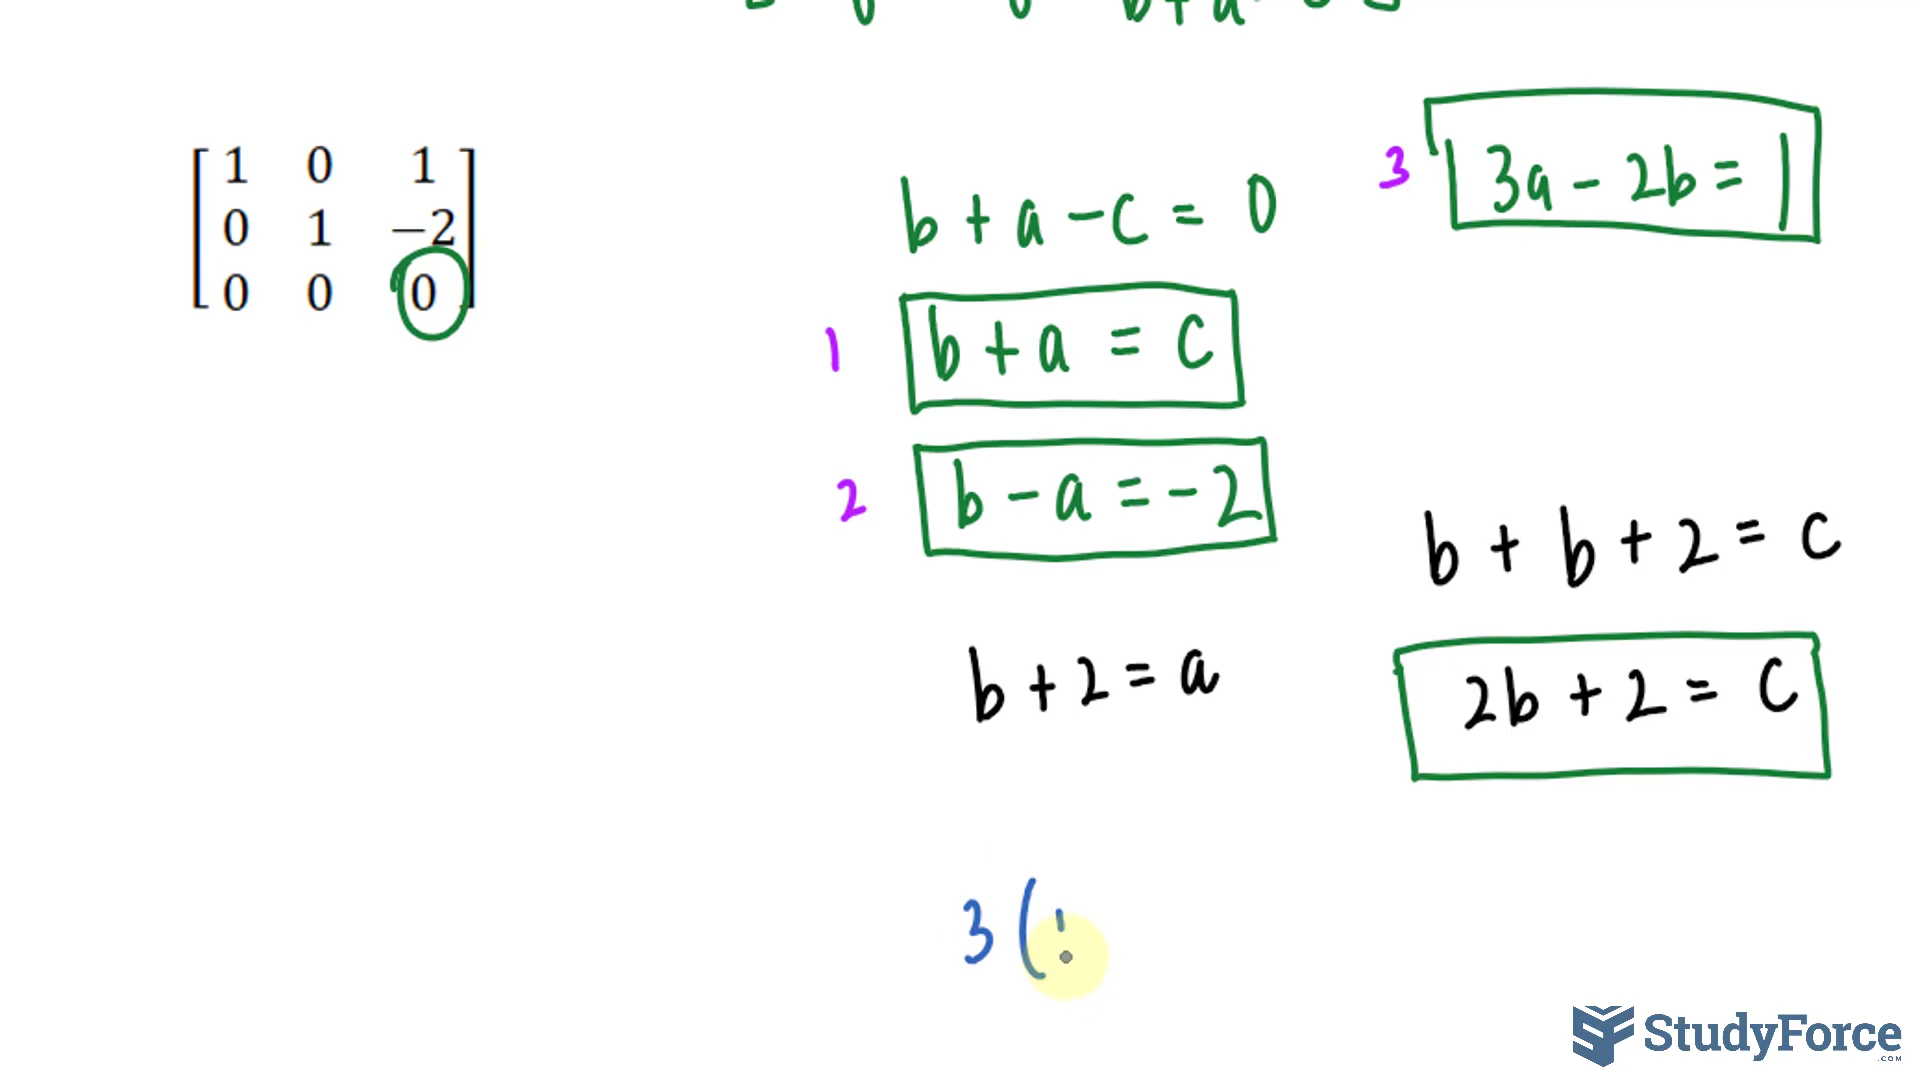 b + a - c
1 0 1
0 1 −2
0 0 0
b + a - c = 0
1 b + a = c
2 b - a = -2
b + 2 = a
3 3a - 2b = 1
b + b + 2 = c
2b + 2 = c
3 (
StudyForce
.COM